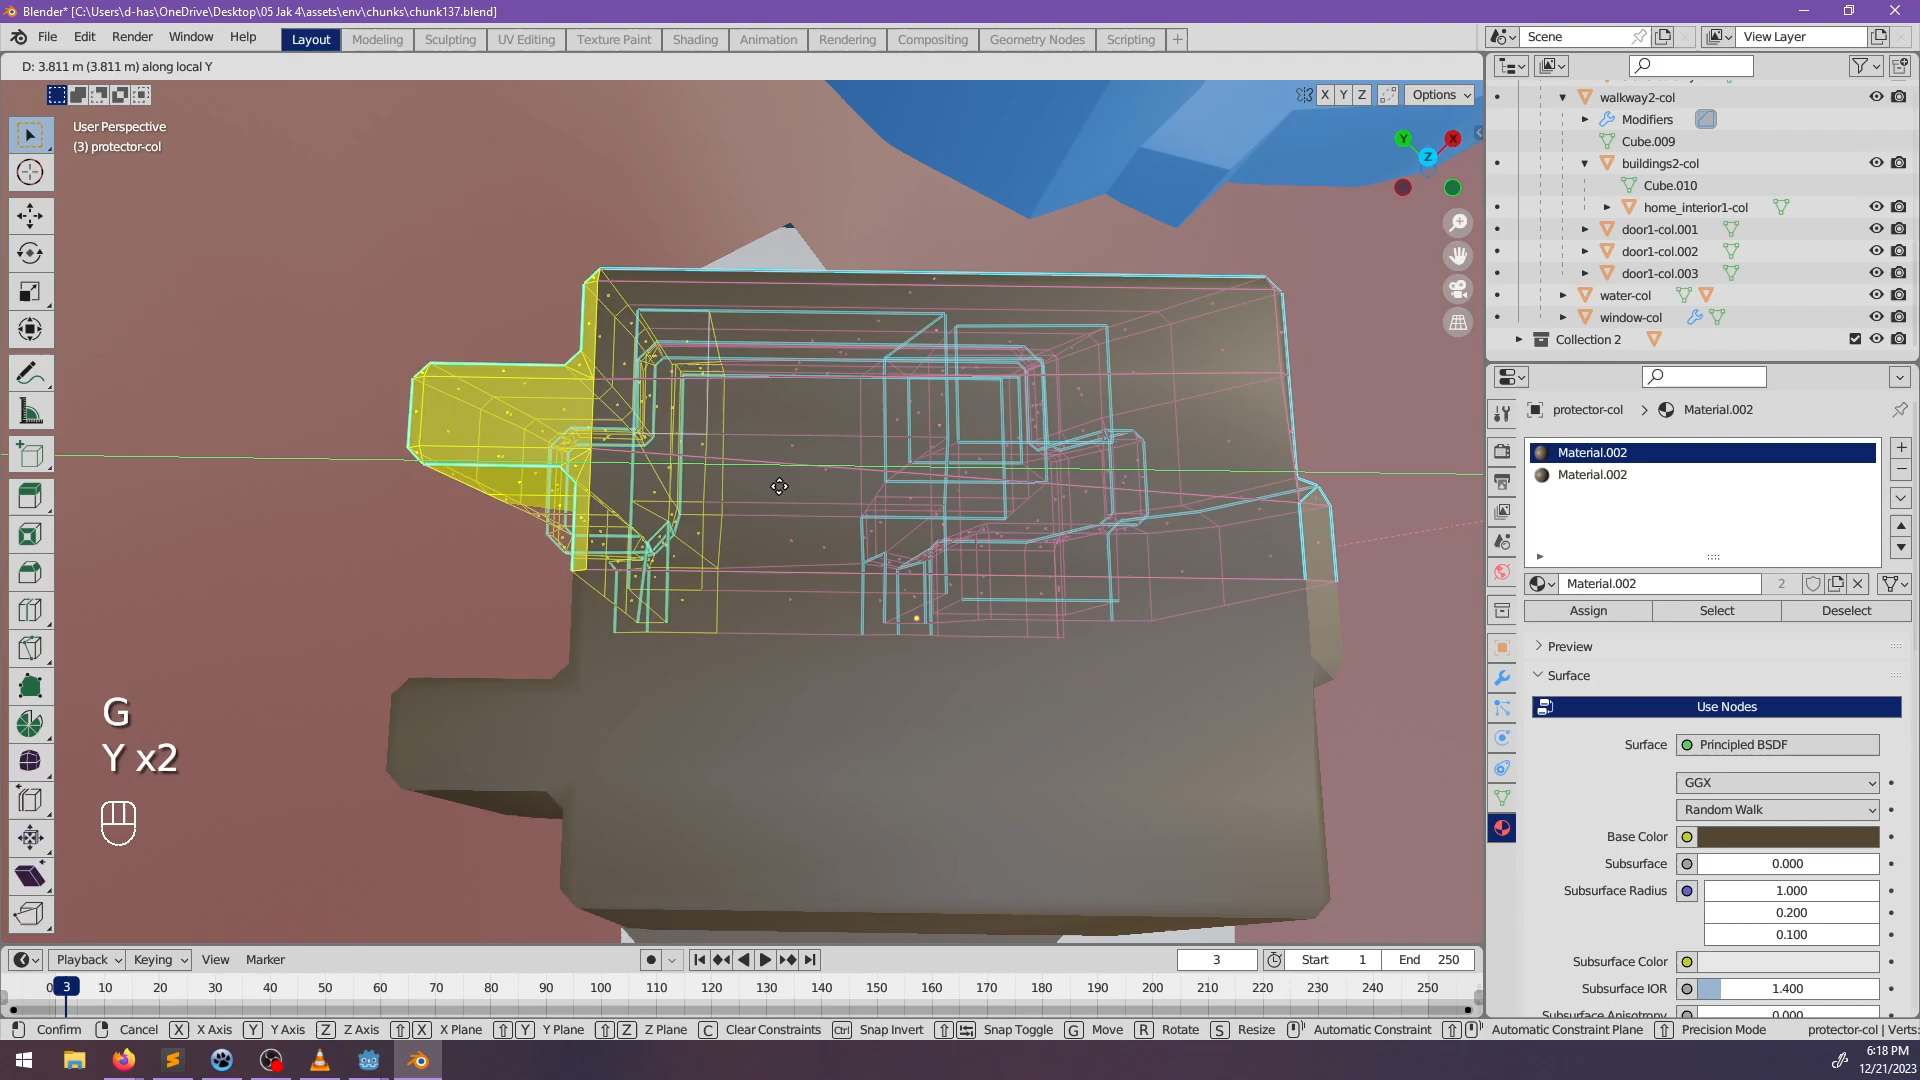 Blender* [C:\Users\d-has\OneDrive\Desktop\05 Jak 4\assets\env\chunks\chunk137.blend]
File Edit Render Window Help Layout Modeling Sculpting UV Editing Texture Paint Shading Animation Rendering Compositing Geometry Nodes Scripting + Scene View Layer
D: 3.811 m (3.811 m) along local Y
X Y Z Options
User Perspective
(3) protector-col
Y X Z
G
Y x2
walkway2-col
Modifiers
Cube.009
buildings2-col
Cube.010
home_interior1-col
door1-col.001
door1-col.002
door1-col.003
water-col
window-col
Collection 2
protector-col > Material.002
Material.002
Material.002
Material.002 2
Assign Select Deselect
Preview
Surface
Use Nodes
Surface Principled BSDF
GGX
Random Walk
Base Color
Subsurface 0.000
Subsurface Radius 1.000
0.200
0.100
Subsurface Color
Subsurface IOR 1.400
Subsurface Anisotropy 0.000
Playback Keying View Marker 3 Start 1 End 250
0 3 10 20 30 40 50 60 70 80 90 100 110 120 130 140 150 160 170 180 190 200 210 220 230 240 250
Confirm Cancel X X Axis Y Y Axis Z Z Axis X X Plane Y Y Plane Z Z Plane C Clear Constraints Ctrl Snap Invert Snap Toggle G Move R Rotate S Resize Automatic Constraint Automatic Constraint Plane Precision Mode protector-col | Verts:
6:18 PM
12/21/2023